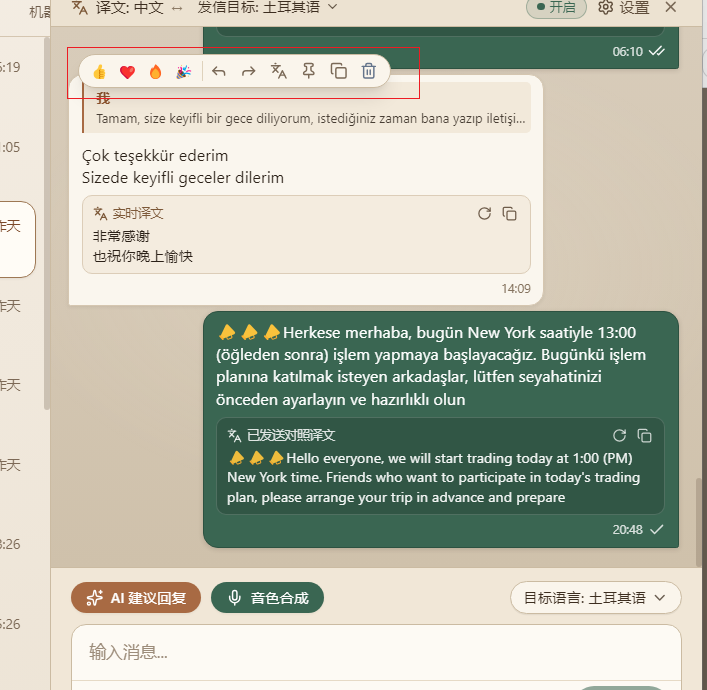 机器
译文: 中文 ↔ 发信目标: 土耳其语
开启
设置
6:19
1:05
昨天
昨天
昨天
昨天
3:26
5:26
06:10
我
Tamam, size keyifli bir gece diliyorum, istediğiniz zaman bana yazıp iletişi...
Çok teşekkür ederim
Sizede keyifli geceler dilerim
实时译文
非常感谢
也祝你晚上愉快
14:09
Herkese merhaba, bugün New York saatiyle 13:00
(öğleden sonra) işlem yapmaya başlayacağız. Bugünkü işlem
planına katılmak isteyen arkadaşlar, lütfen seyahatinizi
önceden ayarlayın ve hazırlıklı olun
已发送对照译文
Hello everyone, we will start trading today at 1:00 (PM)
New York time. Friends who want to participate in today's trading
plan, please arrange your trip in advance and prepare
20:48
AI 建议回复
音色合成
目标语言: 土耳其语
输入消息...